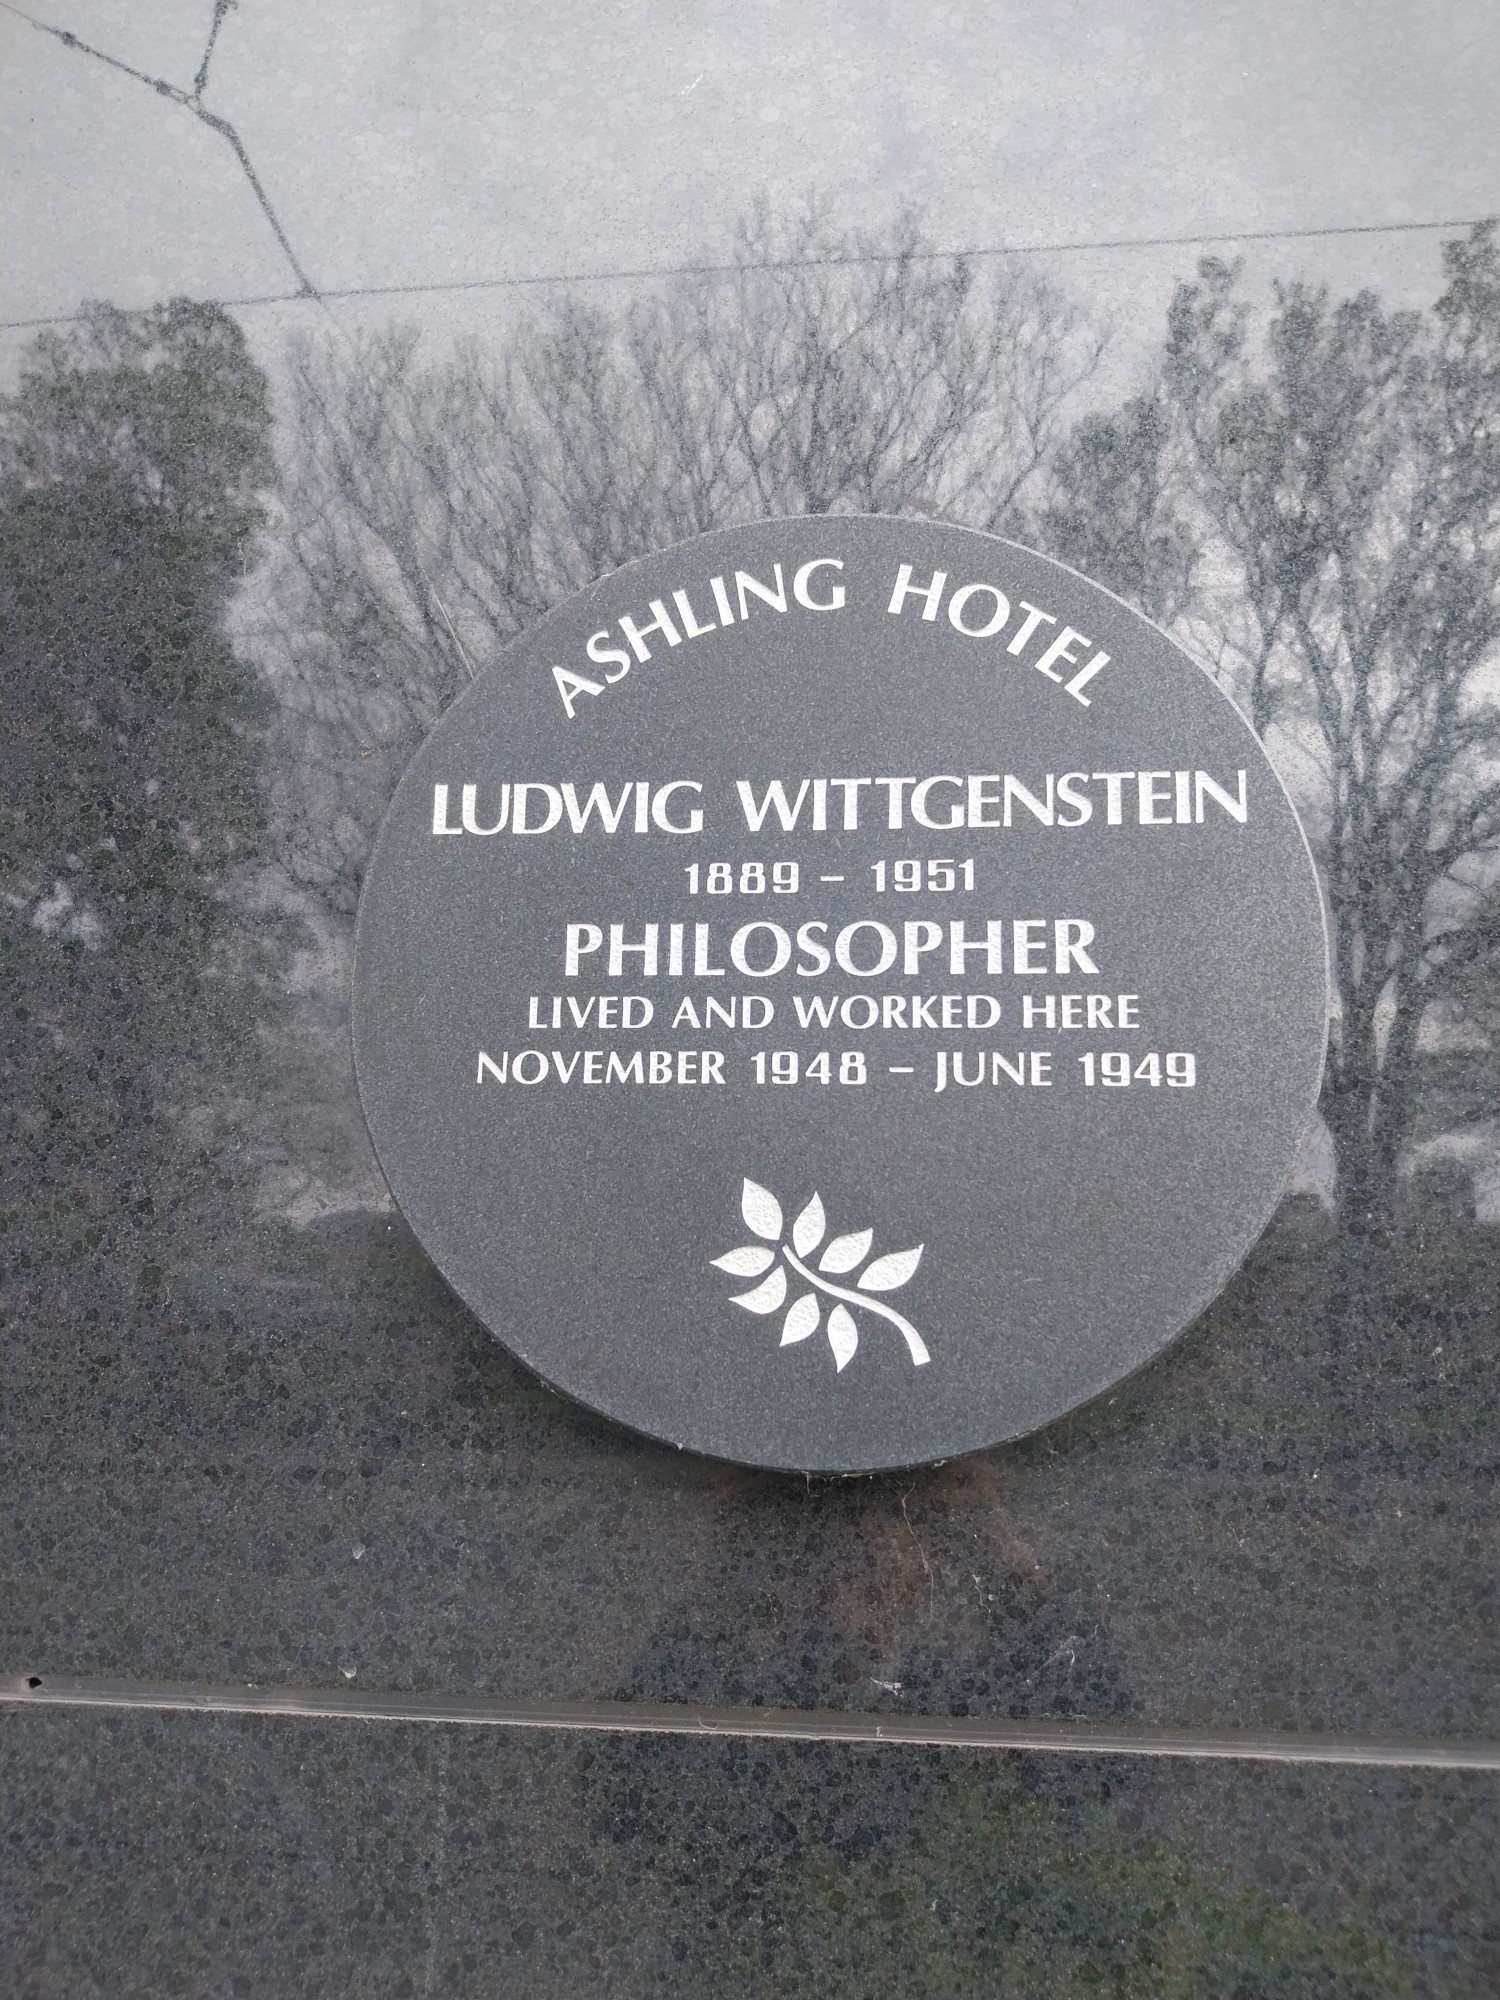 ASHLING HOTEL
LUDWIG WITTGENSTEIN
1889 – 1951
PHILOSOPHER
LIVED AND WORKED HERE
NOVEMBER 1948 – JUNE 1949